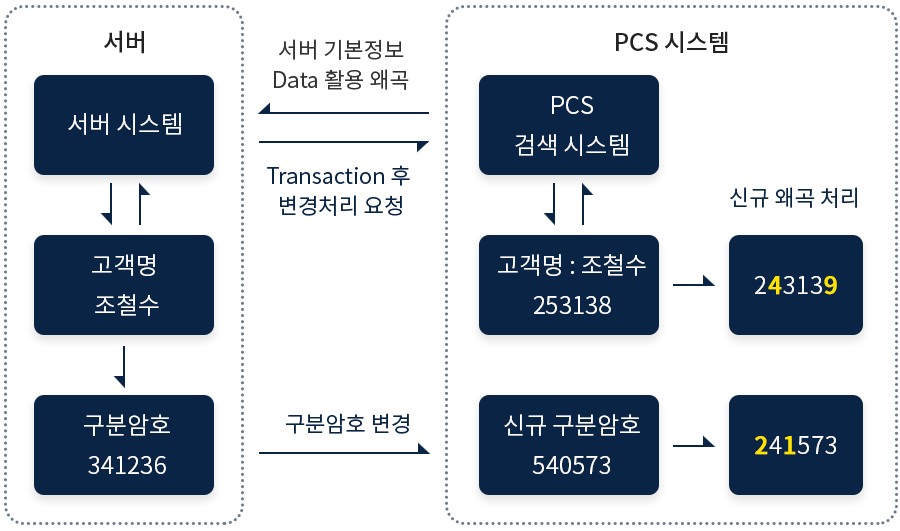 서버
서버 시스템
고객명
조철수
구분암호
341236
서버 기본정보
Data 활용 왜곡
Transaction 후
변경처리 요청
구분암호 변경
PCS 시스템
PCS
검색 시스템
고객명 : 조철수
253138
신규 왜곡 처리
243139
신규 구분암호
540573
241573